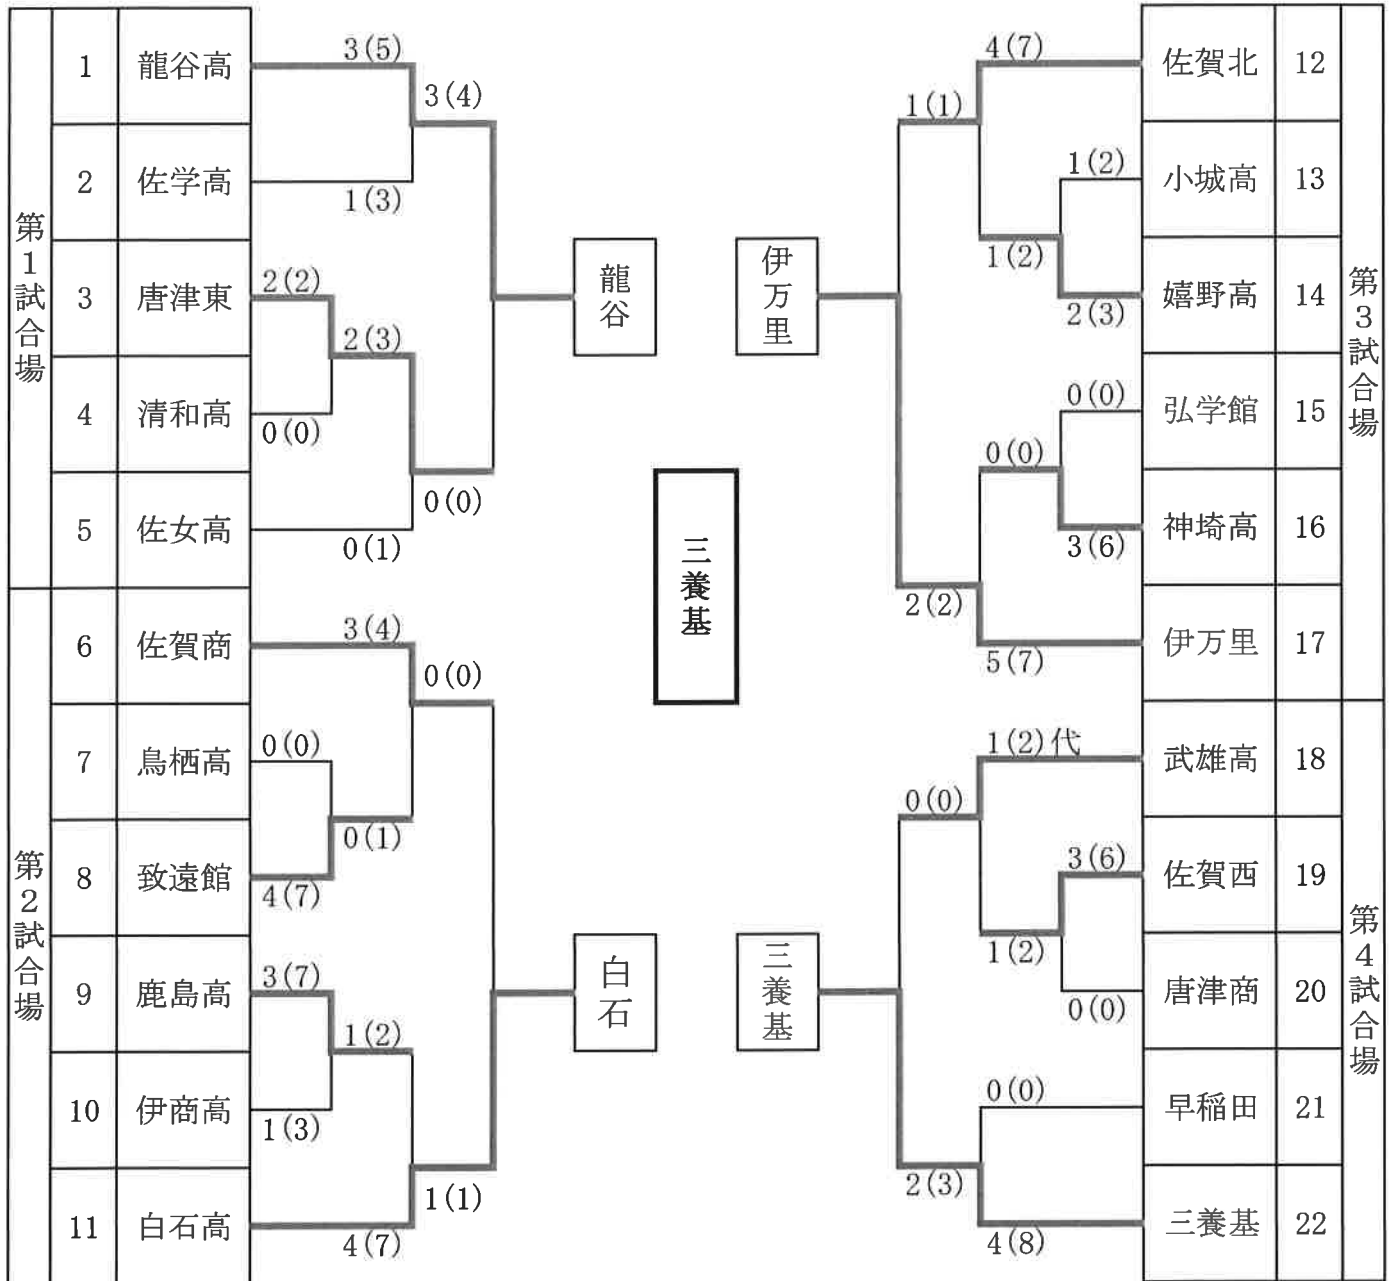 第1試合場
1 龍谷高 3(5)
3(4)
2 佐学高 1(3)
3 唐津東 2(2)
2(3)
4 清和高 0(0)
0(0)
5 佐女高 0(1)
龍谷
第2試合場
6 佐賀商 3(4)
0(0)
7 鳥栖高 0(0)
0(1)
8 致遠館 4(7)
9 鹿島高 3(7)
1(2)
10 伊商高 1(3)
1(1)
11 白石高 4(7)
白石
三養基
伊万里
第3試合場
4(7) 佐賀北 12
1(1)
1(2) 小城高 13
1(2)
2(3) 嬉野高 14
0(0) 弘学館 15
0(0)
3(6) 神埼高 16
2(2)
5(7) 伊万里 17
三養基
第4試合場
1(2)代 武雄高 18
0(0)
3(6) 佐賀西 19
1(2)
0(0) 唐津商 20
0(0) 早稲田 21
2(3)
4(8) 三養基 22